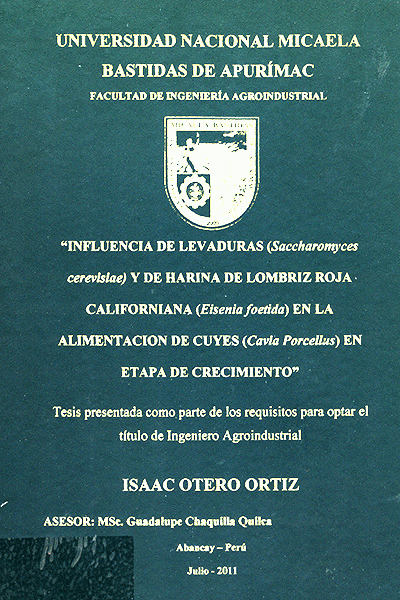 UNIVERSIDAD NACIONAL MICAELA
BASTIDAS DE APURÍMAC
FACULTAD DE INGENIERÍA AGROINDUSTRIAL
"INFLUENCIA DE LEVADURAS (Saccharomyces
cerevisiae) Y DE HARINA DE LOMBRIZ ROJA
CALIFORNIANA (Eisenia foetida) EN LA
ALIMENTACION DE CUYES (Cavia Porcellus) EN
ETAPA DE CRECIMIENTO"
Tesis presentada como parte de los requisitos para optar el
título de Ingeniero Agroindustrial
ISAAC OTERO ORTIZ
ASESOR: MSc. Guadalupe Chaquilla Quilca
Abancay – Perú
Julio - 2011